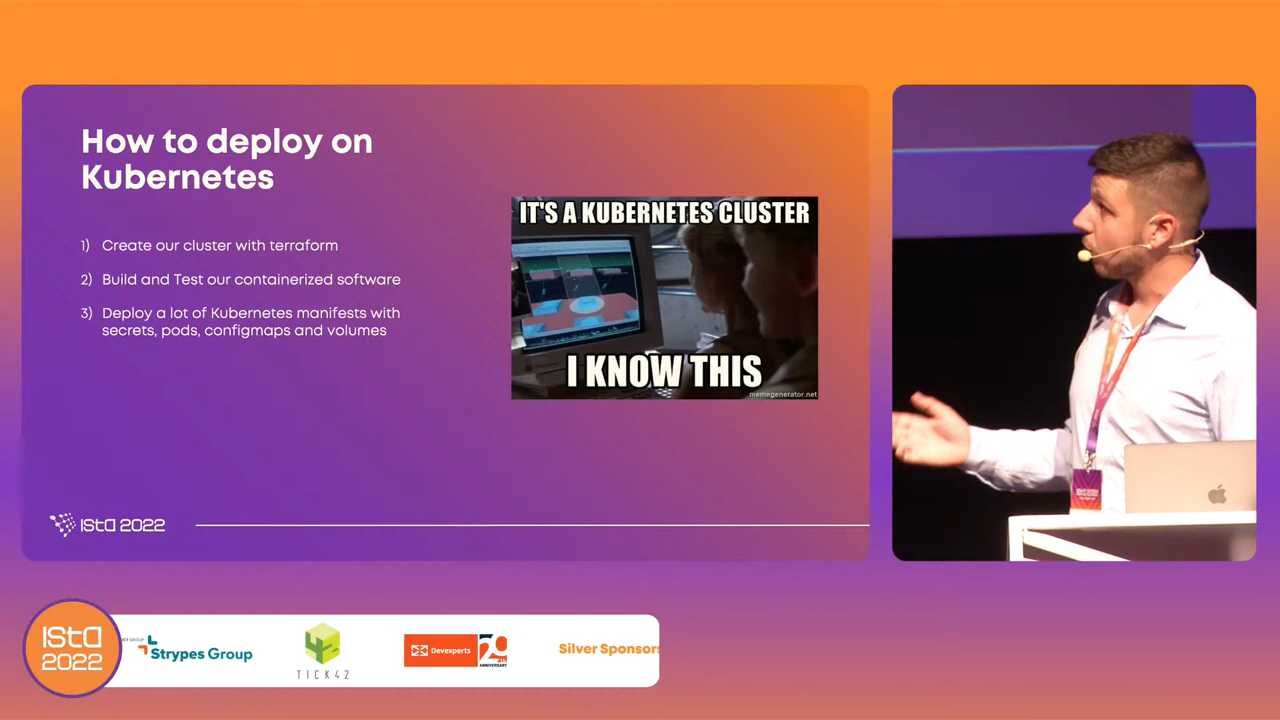 How to deploy on
Kubernetes
1) Create our cluster with terraform
2) Build and Test our containerized software
3) Deploy a lot of Kubernetes manifests with
secrets, pods, configmaps and volumes
IT'S A KUBERNETES CLUSTER
I KNOW THIS
memegenerator.net
ista 2022
ista
2022
Strypes Group
TICK42
Devexperts
20
ANNIVERSARY
Silver Sponsors